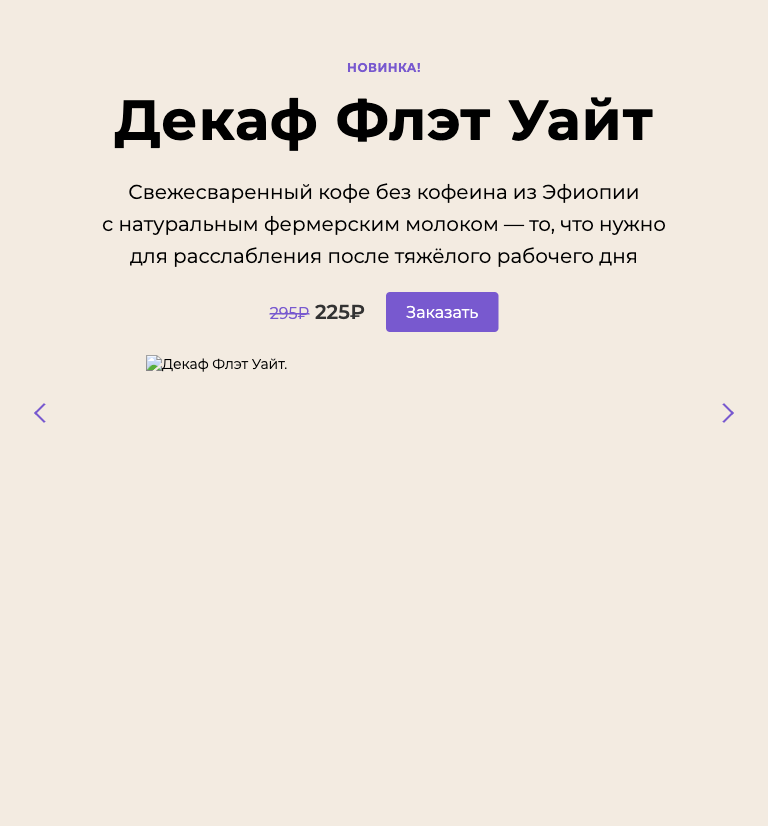 НОВИНКА!
Декаф Флэт Уайт
Свежесваренный кофе без кофеина из Эфиопии
с натуральным фермерским молоком — то, что нужно
для расслабления после тяжёлого рабочего дня
295₽ 225₽ Заказать
Декаф Флэт Уайт.